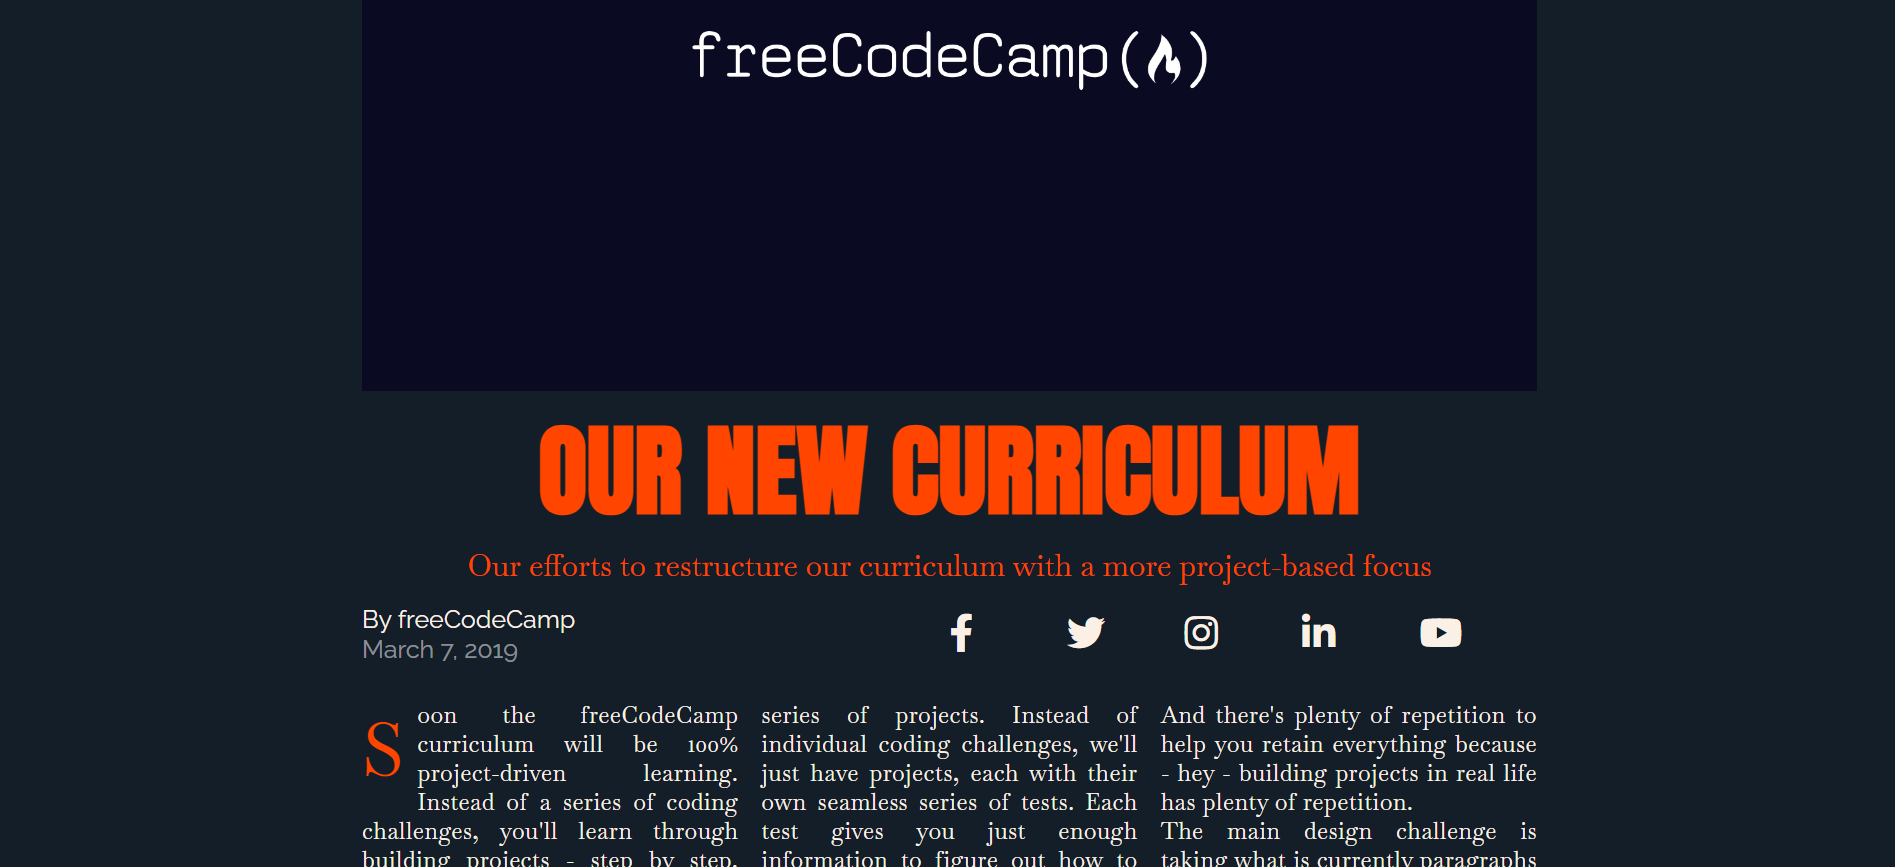 freeCodeCamp()
OUR NEW CURRICULUM
Our efforts to restructure our curriculum with a more project-based focus
By freeCodeCamp
March 7, 2019
Soon the freeCodeCamp
curriculum will be 100%
project-driven learning.
Instead of a series of coding
challenges, you'll learn through
building projects - step by step.
series of projects. Instead of
individual coding challenges, we'll
just have projects, each with their
own seamless series of tests. Each
test gives you just enough
information to figure out how to
And there's plenty of repetition to
help you retain everything because
- hey - building projects in real life
has plenty of repetition.
The main design challenge is
taking what is currently paragraphs